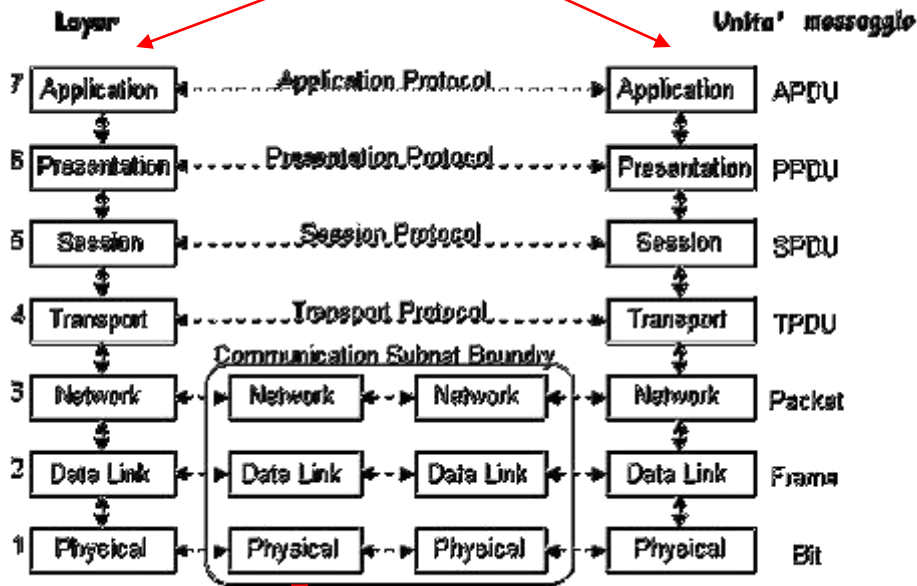 Layer Unita' messaggio
7 Application Application Protocol Application APDU
6 Presentation Presentation Protocol Presentation PPDU
5 Session Session Protocol Session SPDU
4 Transport Transport Protocol Transport TPDU
Communication Subnat Boundry
3 Network Network Network Network Packet
2 Data Link Data Link Data Link Data Link Frame
1 Physical Physical Physical Physical Bit